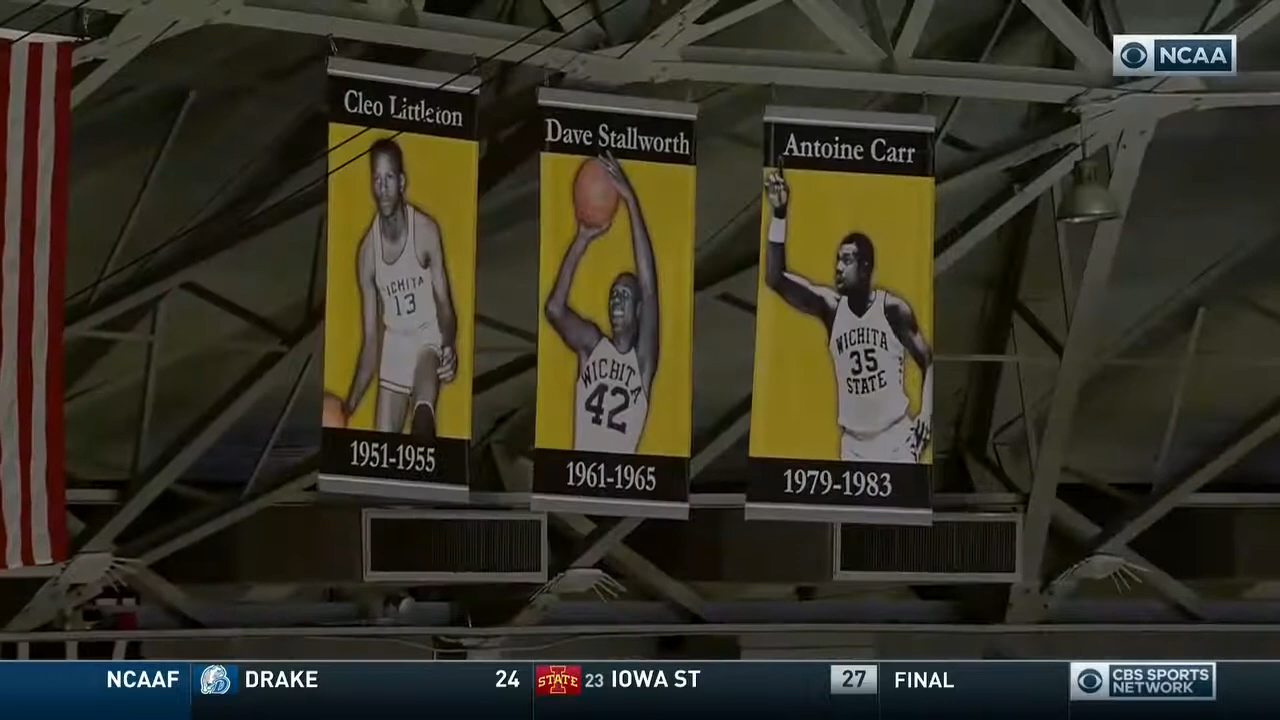 NCAA
Cleo Littleton
ICHITA
13
1951-1955
Dave Stallworth
WICHITA
42
1961-1965
Antoine Carr
WICHITA
35
STATE
1979-1983
NCAAF DRAKE 24 STATE 23 IOWA ST 27 FINAL CBS SPORTS
NETWORK